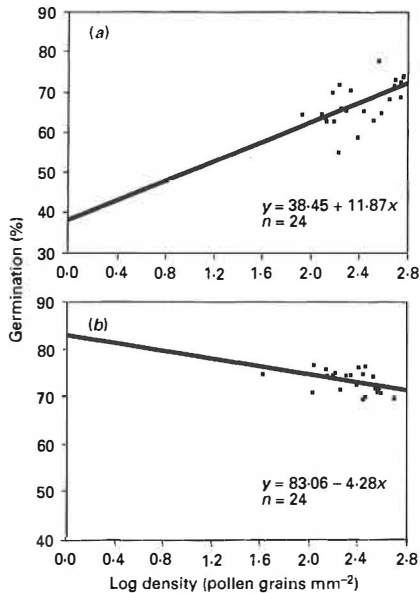 90
(a)
80
70
60
50
40
30
y = 38·45 + 11·87x
n = 24
0·0 0·4 0·8 1·2 1·6 2·0 2·4 2·8
Germination (%)
90
(b)
80
70
60
50
40
y = 83·06 – 4·28x
n = 24
0·0 0·4 0·8 1·2 1·6 2·0 2·4 2·8
Log density (pollen grains mm⁻²)